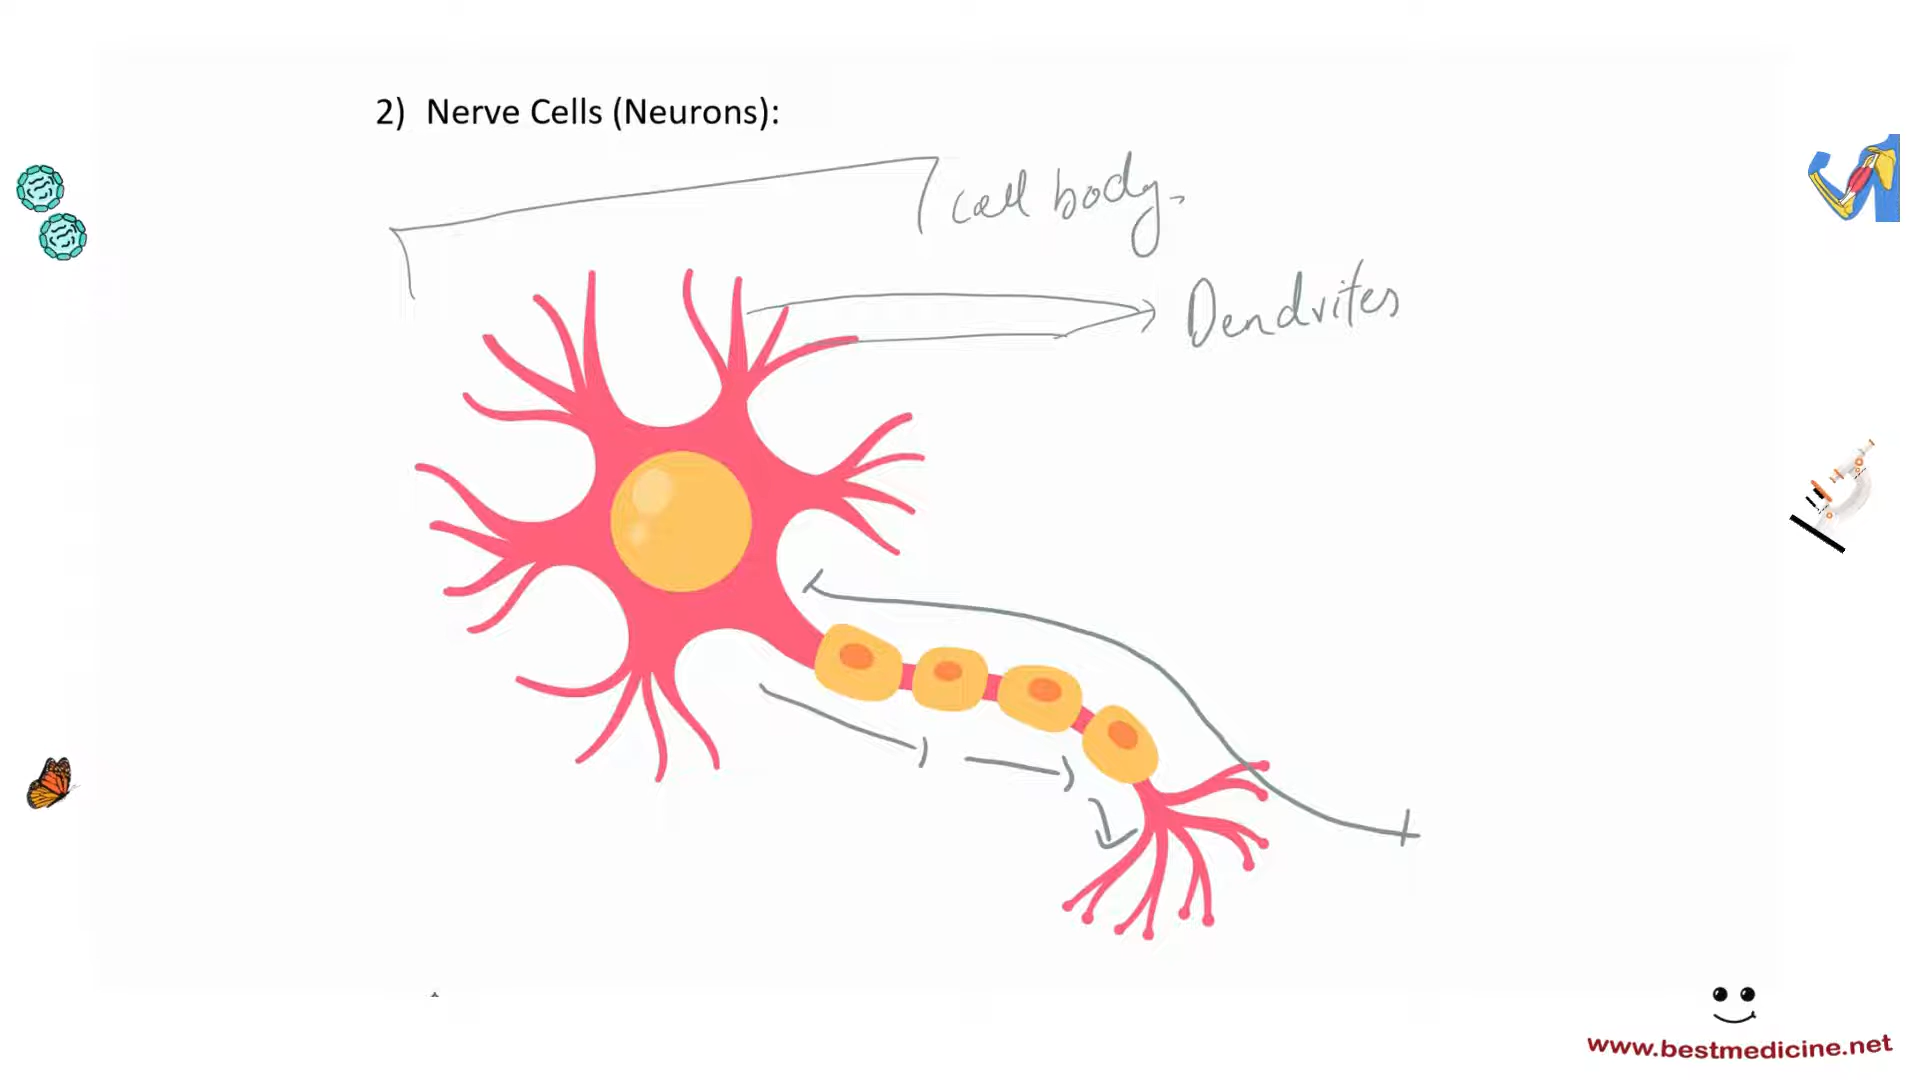 2) Nerve Cells (Neurons):
Cell body.
Dendrites
www.bestmedicine.net